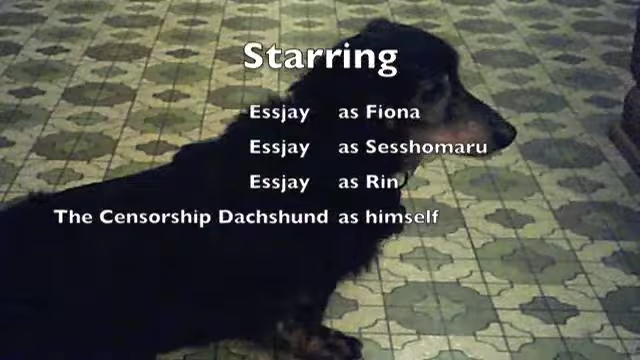 Starring
Essjay as Fiona
Essjay as Sesshomaru
Essjay as Rin
The Censorship Dachshund as himself